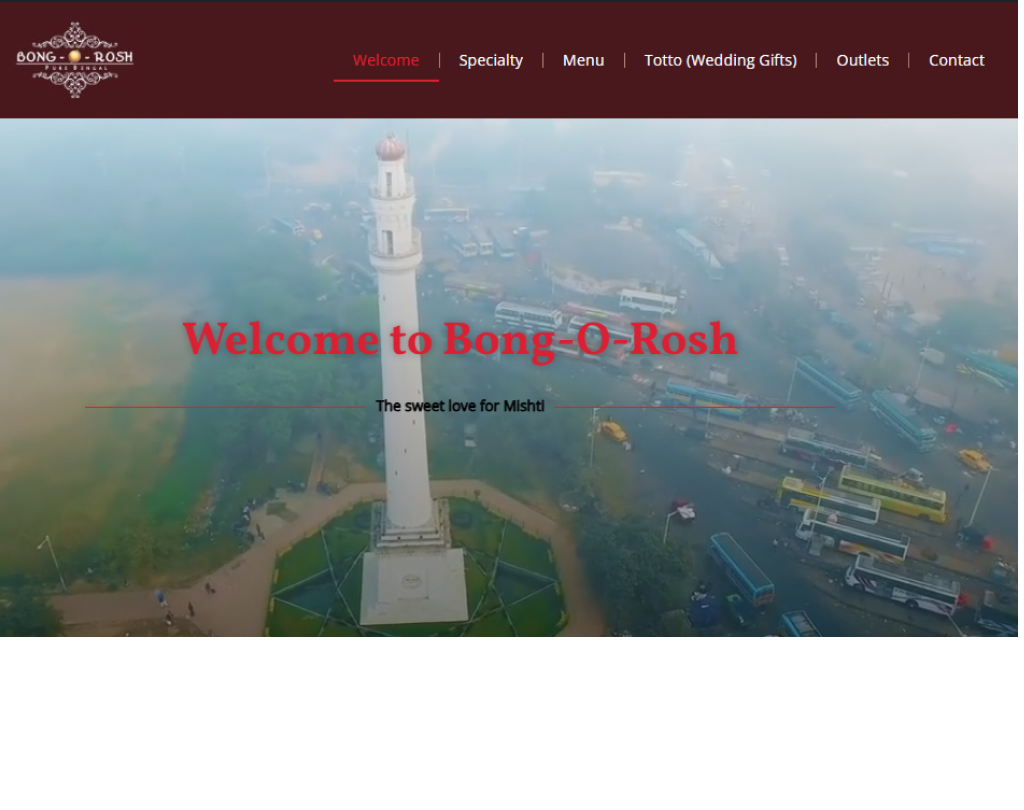 BONG - O - ROSH
PURE BENGAL
Welcome
Specialty
Menu
Totto (Wedding Gifts)
Outlets
Contact
Welcome to Bong-O-Rosh
The sweet love for Mishti